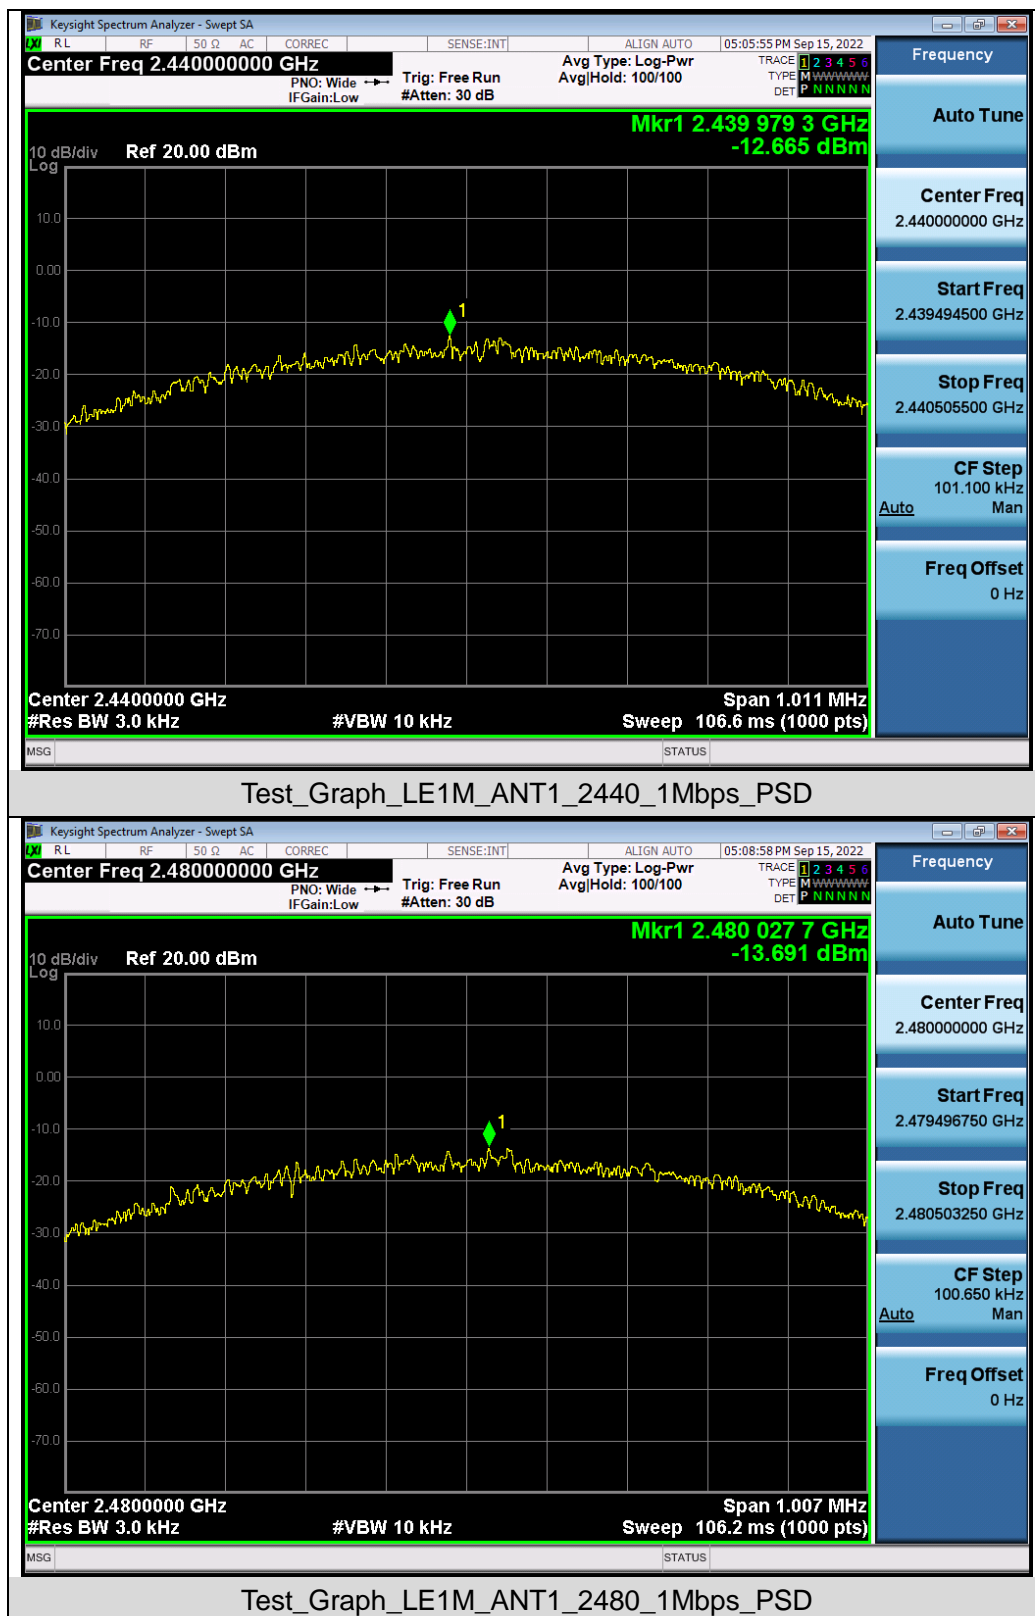 Keysight Spectrum Analyzer - Swept SA
LXI RL RF 50 Ω AC CORREC SENSE:INT ALIGN AUTO 05:05:55 PM Sep 15, 2022
Center Freq 2.440000000 GHz
PNO: Wide
IFGain:Low
Trig: Free Run
#Atten: 30 dB
Avg Type: Log-Pwr
Avg|Hold: 100/100
TRACE 1 2 3 4 5 6
TYPE M WWWWW
DET P N N N N N
Mkr1 2.439 979 3 GHz
-12.665 dBm
10 dB/div Ref 20.00 dBm
Log
10.0
0.00
-10.0
-20.0
-30.0
-40.0
-50.0
-60.0
-70.0
1
Center 2.4400000 GHz Span 1.011 MHz
#Res BW 3.0 kHz #VBW 10 kHz Sweep 106.6 ms (1000 pts)
MSG STATUS
Frequency
Auto Tune
Center Freq
2.440000000 GHz
Start Freq
2.439494500 GHz
Stop Freq
2.440505500 GHz
CF Step
101.100 kHz
Auto Man
Freq Offset
0 Hz
Test_Graph_LE1M_ANT1_2440_1Mbps_PSD
Keysight Spectrum Analyzer - Swept SA
LXI RL RF 50 Ω AC CORREC SENSE:INT ALIGN AUTO 05:08:58 PM Sep 15, 2022
Center Freq 2.480000000 GHz
PNO: Wide
IFGain:Low
Trig: Free Run
#Atten: 30 dB
Avg Type: Log-Pwr
Avg|Hold: 100/100
TRACE 1 2 3 4 5 6
TYPE M WWWWW
DET P N N N N N
Mkr1 2.480 027 7 GHz
-13.691 dBm
10 dB/div Ref 20.00 dBm
Log
10.0
0.00
-10.0
-20.0
-30.0
-40.0
-50.0
-60.0
-70.0
1
Center 2.4800000 GHz Span 1.007 MHz
#Res BW 3.0 kHz #VBW 10 kHz Sweep 106.2 ms (1000 pts)
MSG STATUS
Frequency
Auto Tune
Center Freq
2.480000000 GHz
Start Freq
2.479496750 GHz
Stop Freq
2.480503250 GHz
CF Step
100.650 kHz
Auto Man
Freq Offset
0 Hz
Test_Graph_LE1M_ANT1_2480_1Mbps_PSD